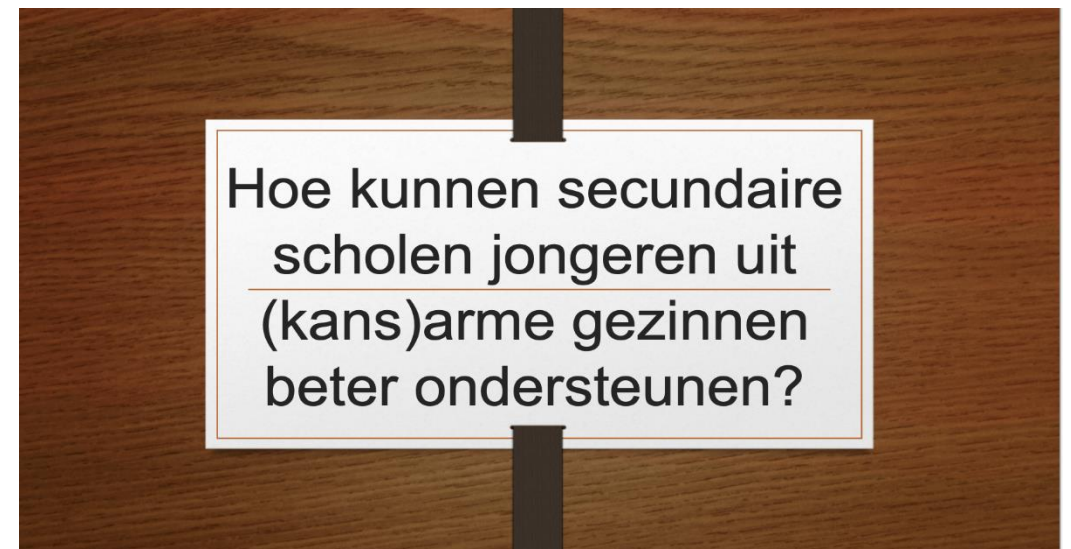 Hoe kunnen secundaire
scholen jongeren uit
(kans)arme gezinnen
beter ondersteunen?